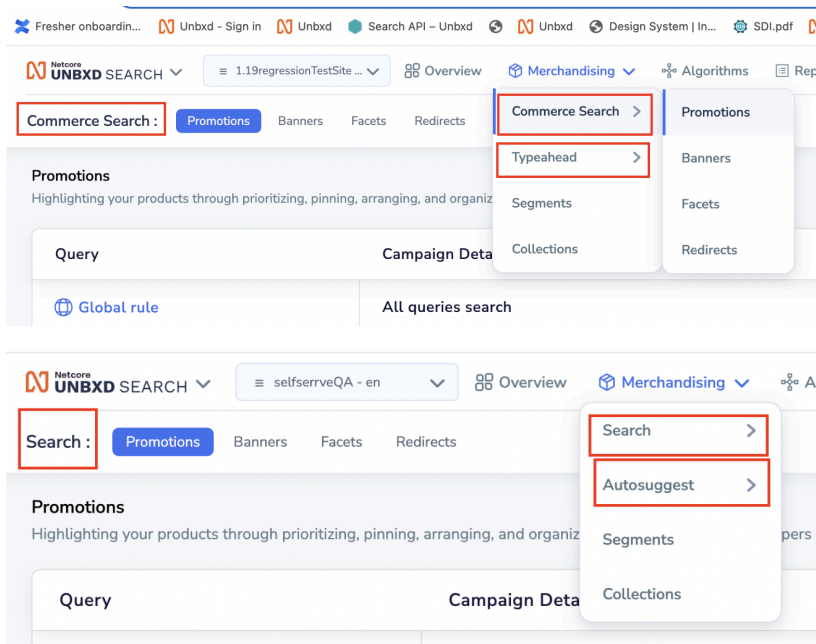 Fresher onboardin... Unbxd - Sign in Unbxd Search API – Unbxd Unbxd Design System | In... SDI.pdf
Netcore
UNBXD SEARCH 1.19regressionTestSite ... Overview Merchandising Algorithms Rep
Commerce Search : Promotions Banners Facets Redirects
Commerce Search
Typeahead
Segments
Collections
Promotions
Banners
Facets
Redirects
Promotions
Highlighting your products through prioritizing, pinning, arranging, and organiz
Query Campaign Deta
Global rule All queries search
Netcore
UNBXD SEARCH selfserrveQA - en Overview Merchandising A
Search : Promotions Banners Facets Redirects
Search
Autosuggest
Segments
Collections
Promotions
Highlighting your products through prioritizing, pinning, arranging, and organiz pers
Query Campaign Deta